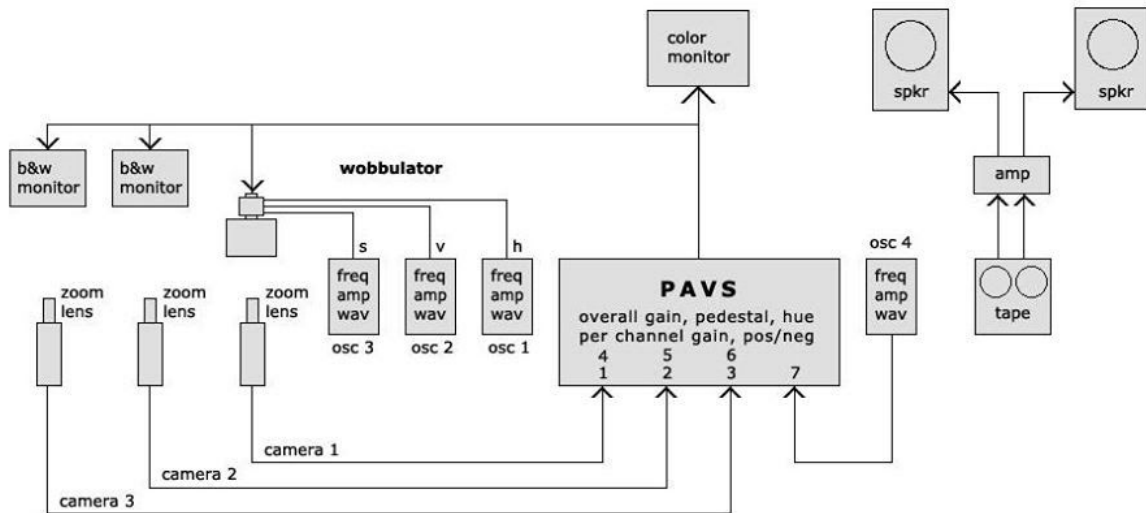 color
monitor
spkr
spkr
b&w
monitor
b&w
monitor
wobbulator
amp
s
v
h
osc 4
zoom
lens
zoom
lens
zoom
lens
freq
amp
wav
freq
amp
wav
freq
amp
wav
osc 3
osc 2
osc 1
PAVS
overall gain, pedestal, hue
per channel gain, pos/neg
4 5 6
1 2 3 7
freq
amp
wav
tape
camera 1
camera 2
camera 3